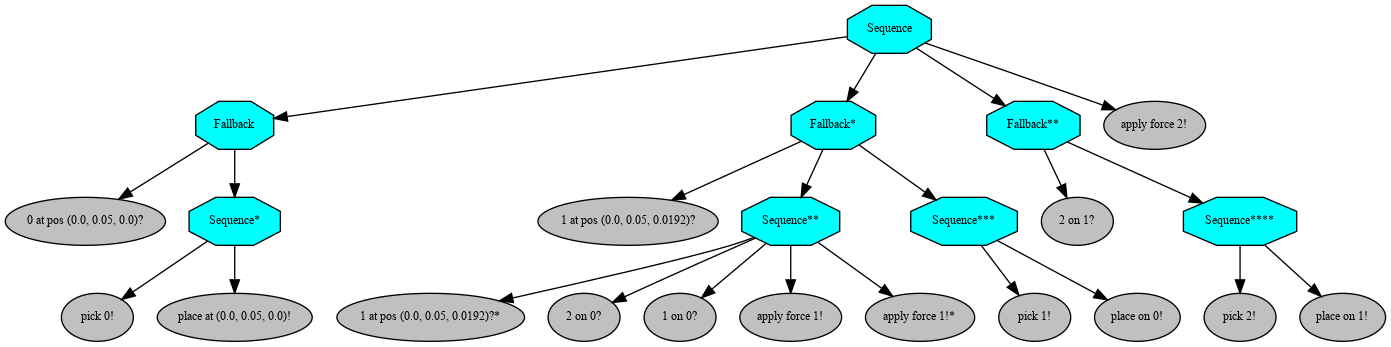 Sequence
Fallback
Fallback*
Fallback**
apply force 2!
0 at pos (0.0, 0.05, 0.0)?
Sequence*
1 at pos (0.0, 0.05, 0.0192)?
Sequence**
Sequence***
2 on 1?
Sequence****
pick 0!
place at (0.0, 0.05, 0.0)!
1 at pos (0.0, 0.05, 0.0192)?*
2 on 0?
1 on 0?
apply force 1!
apply force 1!*
pick 1!
place on 0!
pick 2!
place on 1!